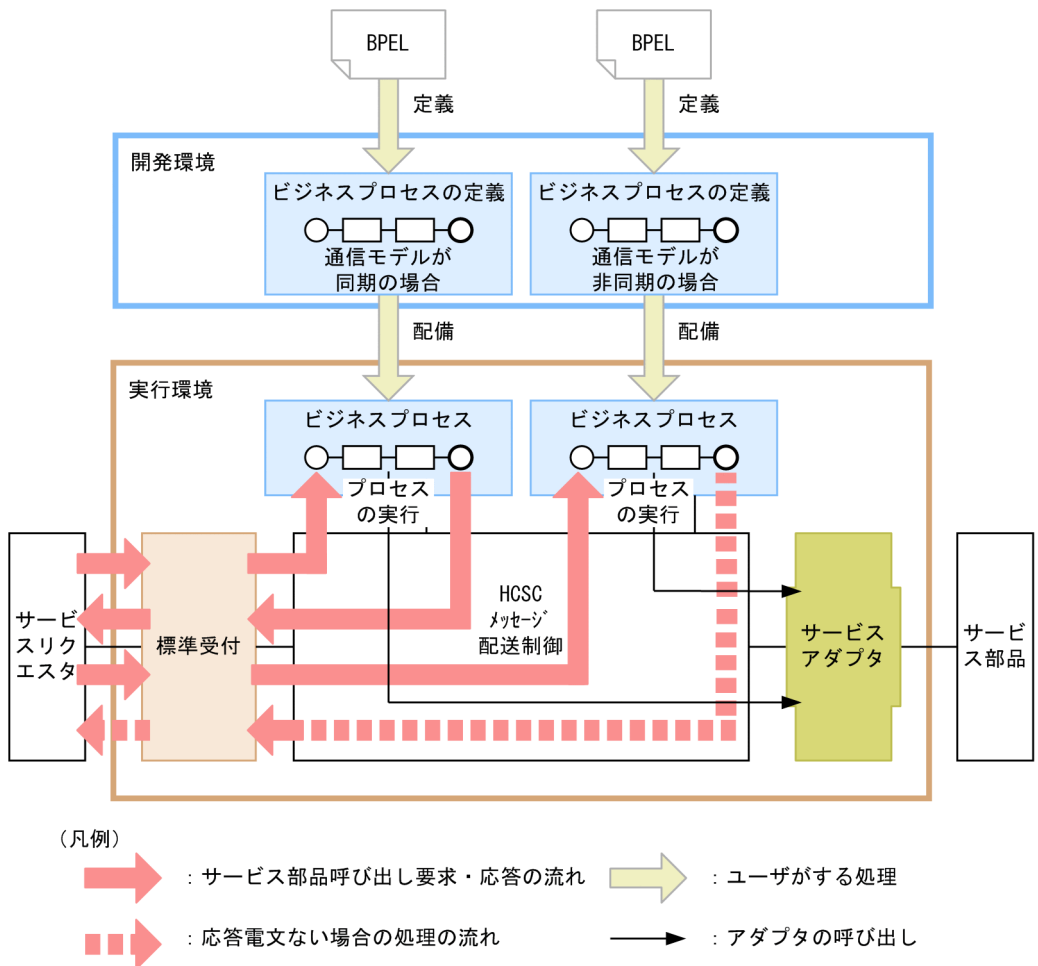 BPEL
BPEL
定義
定義
開発環境
ビジネスプロセスの定義
通信モデルが
同期の場合
ビジネスプロセスの定義
通信モデルが
非同期の場合
配備
配備
実行環境
ビジネスプロセス
プロセス
の実行
ビジネスプロセス
プロセス
の実行
サービ
スリク
エスタ
標準受付
HCSC
ﾒｯｾｰｼﾞ
配送制御
サービス
アダプタ
サービ
ス部品
（凡例）
：サービス部品呼び出し要求・応答の流れ
：ユーザがする処理
：応答電文ない場合の処理の流れ
：アダプタの呼び出し